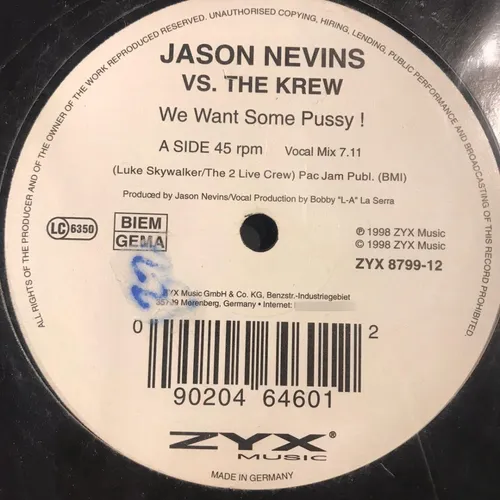 ALL RIGHTS OF THE PRODUCER AND OF THE OWNER OF THE WORK REPRODUCED RESERVED. UNAUTHORISED COPYING, HIRING, LENDING, PUBLIC PERFORMANCE AND BROADCASTING OF THIS RECORD PROHIBITED.
JASON NEVINS
VS. THE KREW
We Want Some Pussy !
A SIDE 45 rpm Vocal Mix 7.11
(Luke Skywalker/The 2 Live Crew) Pac Jam Publ. (BMI)
Produced by Jason Nevins/Vocal Production by Bobby "L-A" La Serra
LC 6350
BIEM
GEMA
℗ 1998 ZYX Music
© 1998 ZYX Music
ZYX 8799-12
ZYX Music GmbH & Co. KG, Benzstr.-Industriegebiet
Merenberg, Germany • Internet:
0 2
90204 64601
ZYX®
MUSIC
MADE IN GERMANY